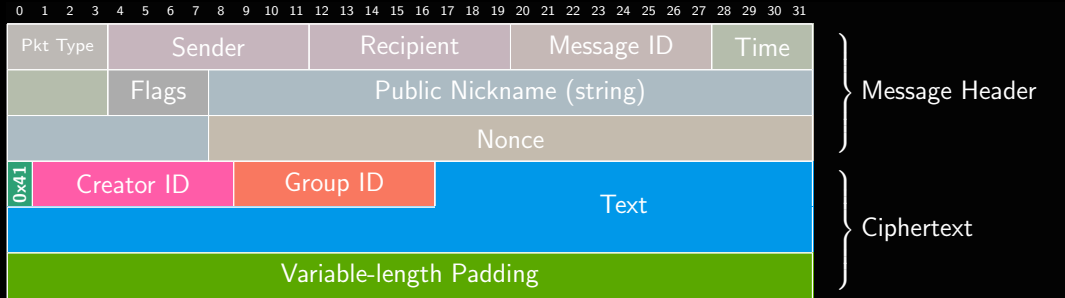 0 1 2 3 4 5 6 7 8 9 10 11 12 13 14 15 16 17 18 19 20 21 22 23 24 25 26 27 28 29 30 31
Pkt Type Sender Recipient Message ID Time
Flags Public Nickname (string)
Message Header
Nonce
0x41 Creator ID Group ID
Text
Ciphertext
Variable-length Padding